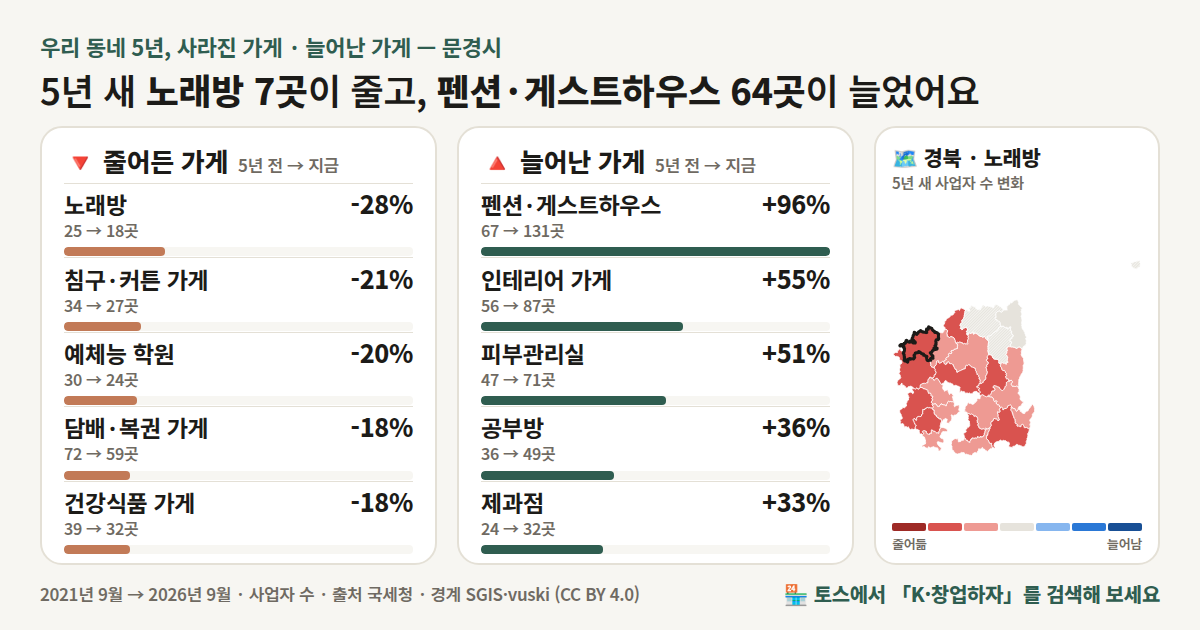 우리 동네 5년, 사라진 가게 · 늘어난 가게 — 문경시
5년 새 노래방 7곳이 줄고, 펜션·게스트하우스 64곳이 늘었어요
줄어든 가게 5년 전 → 지금
노래방 -28%
25 → 18곳
침구·커튼 가게 -21%
34 → 27곳
예체능 학원 -20%
30 → 24곳
담배·복권 가게 -18%
72 → 59곳
건강식품 가게 -18%
39 → 32곳
늘어난 가게 5년 전 → 지금
펜션·게스트하우스 +96%
67 → 131곳
인테리어 가게 +55%
56 → 87곳
피부관리실 +51%
47 → 71곳
공부방 +36%
36 → 49곳
제과점 +33%
24 → 32곳
경북 · 노래방
5년 새 사업자 수 변화
줄어듦 늘어남
2021년 9월 → 2026년 9월 · 사업자 수 · 출처 국세청 · 경계 SGIS·vuski (CC BY 4.0)
토스에서 「K·창업하자」를 검색해 보세요